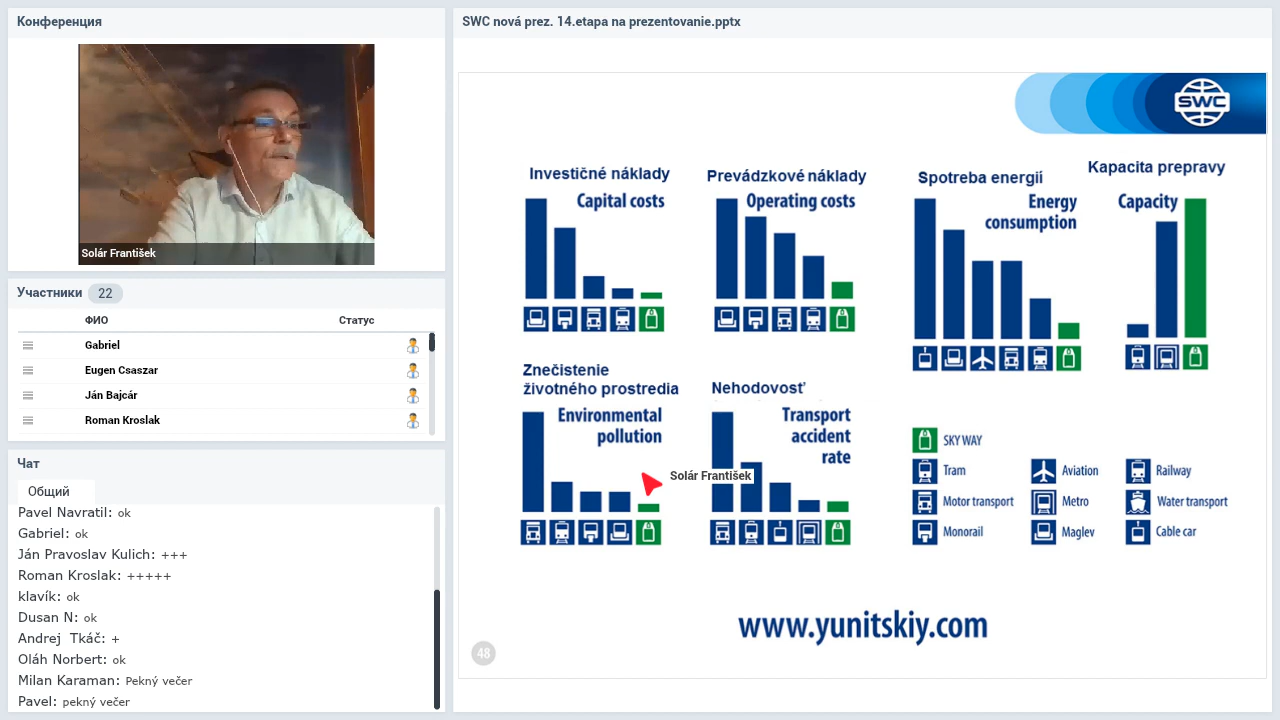 Конференция
Solár František
Участники 22
ФИО Статус
Gabriel
Eugen Csaszar
Ján Bajcár
Roman Kroslak
Чат
Общий
Pavel Navratil: ok
Gabriel: ok
Ján Pravoslav Kulich: +++
Roman Kroslak: +++++
klavík: ok
Dusan N: ok
Andrej Tkáč: +
Oláh Norbert: ok
Milan Karaman: Pekný večer
Pavel: pekný večer
SWC nová prez. 14.etapa na prezentovanie.pptx
SWC
Investičné náklady
Capital costs
Prevádzkové náklady
Operating costs
Spotreba energií
Energy
consumption
Kapacita prepravy
Capacity
Znečistenie
životného prostredia
Environmental
pollution
Nehodovosť
Transport
accident
rate
Solár František
SKY WAY
Tram
Aviation
Railway
Motor transport
Metro
Water transport
Monorail
Maglev
Cable car
www.yunitskiy.com
48